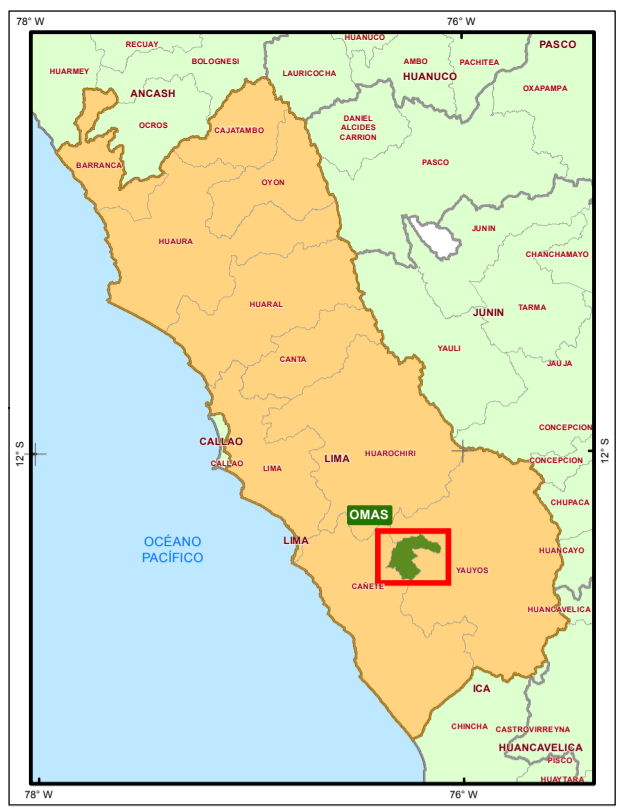 78° W
76° W
RECUAY
HUANUCO
PASCO
BOLOGNESI
AMBO
PACHITEA
HUARMEY
LAURICOCHA
HUANUCO
OXAPAMPA
ANCASH
OCROS
CAJATAMBO
DANIEL
ALCIDES
CARRION
BARRANCA
PASCO
OYON
HUAURA
JUNIN
CHANCHAMAYO
HUARAL
TARMA
JUNIN
CANTA
YAULI
JAUJA
CONCEPCION
CALLAO
12° S
12° S
CALLAO
LIMA
LIMA
HUAROCHIRI
CONCEPCION
CHUPACA
OMAS
LIMA
OCÉANO
PACÍFICO
HUANCAYO
YAUYOS
CAÑETE
HUANCAVELICA
ICA
CHINCHA
CASTROVIRREYNA
HUANCAVELICA
PISCO
HUAYTARA
78° W
76° W